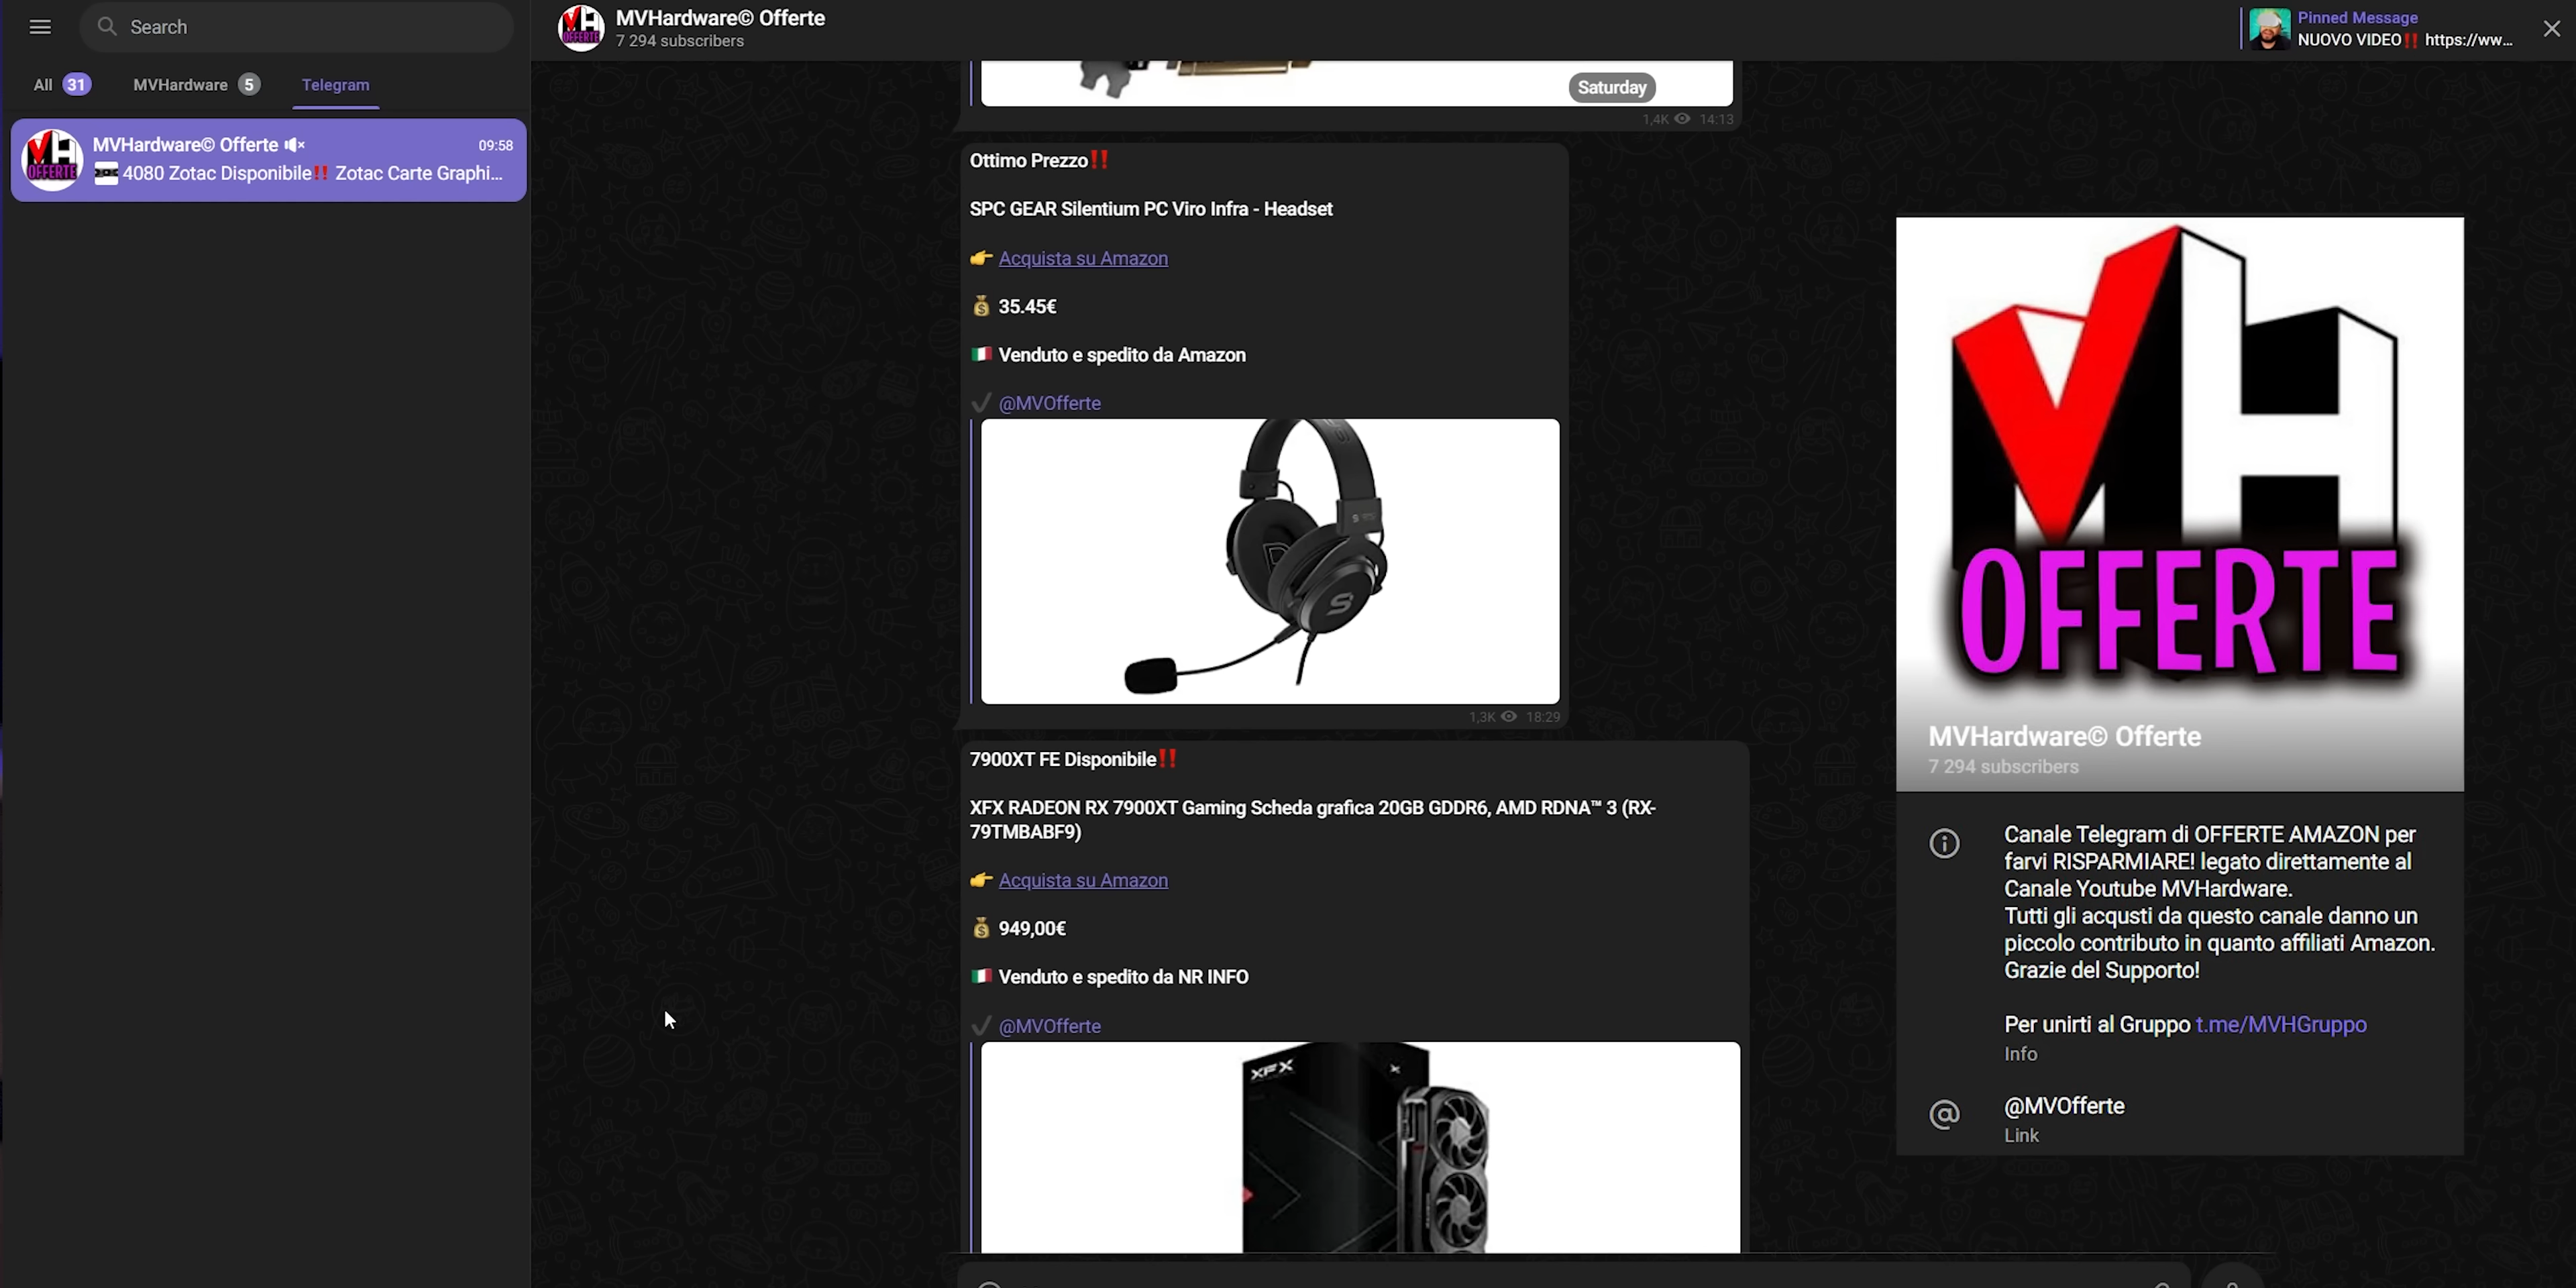 Search
All 31
MVHardware 5
Telegram
MVHardware© Offerte
09:58
4080 Zotac Disponibile‼️ Zotac Carte Graphi...
MVHardware© Offerte
7 294 subscribers
Pinned Message
NUOVO VIDEO‼️ https://ww...
Saturday
1,4K 14:13
Ottimo Prezzo‼️
SPC GEAR Silentium PC Viro Infra - Headset
👉 Acquista su Amazon
💰 35.45€
🇮🇹 Venduto e spedito da Amazon
✔️ @MVOfferte
S
1,3K 18:29
7900XT FE Disponibile‼️
XFX RADEON RX 7900XT Gaming Scheda grafica 20GB GDDR6, AMD RDNA™ 3 (RX-
79TMBABF9)
👉 Acquista su Amazon
💰 949,00€
🇮🇹 Venduto e spedito da NR INFO
✔️ @MVOfferte
XFX
MH
OFFERTE
MVHardware© Offerte
7 294 subscribers
Canale Telegram di OFFERTE AMAZON per
farvi RISPARMIARE! legato direttamente al
Canale Youtube MVHardware.
Tutti gli acqusti da questo canale danno un
piccolo contributo in quanto affiliati Amazon.
Grazie del Supporto!
Per unirti al Gruppo t.me/MVHGruppo
Info
@MVOfferte
Link